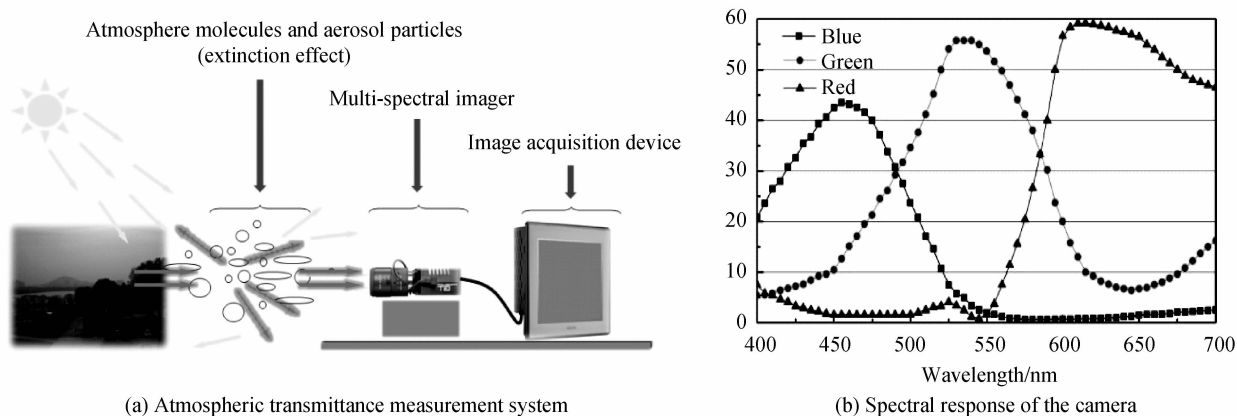 Atmosphere molecules and aerosol particles
(extinction effect)
Multi-spectral imager
Image acquisition device
(a) Atmospheric transmittance measurement system
60
50
40
30
20
10
0
Blue
Green
Red
400 450 500 550 600 650 700
Wavelength/nm
(b) Spectral response of the camera